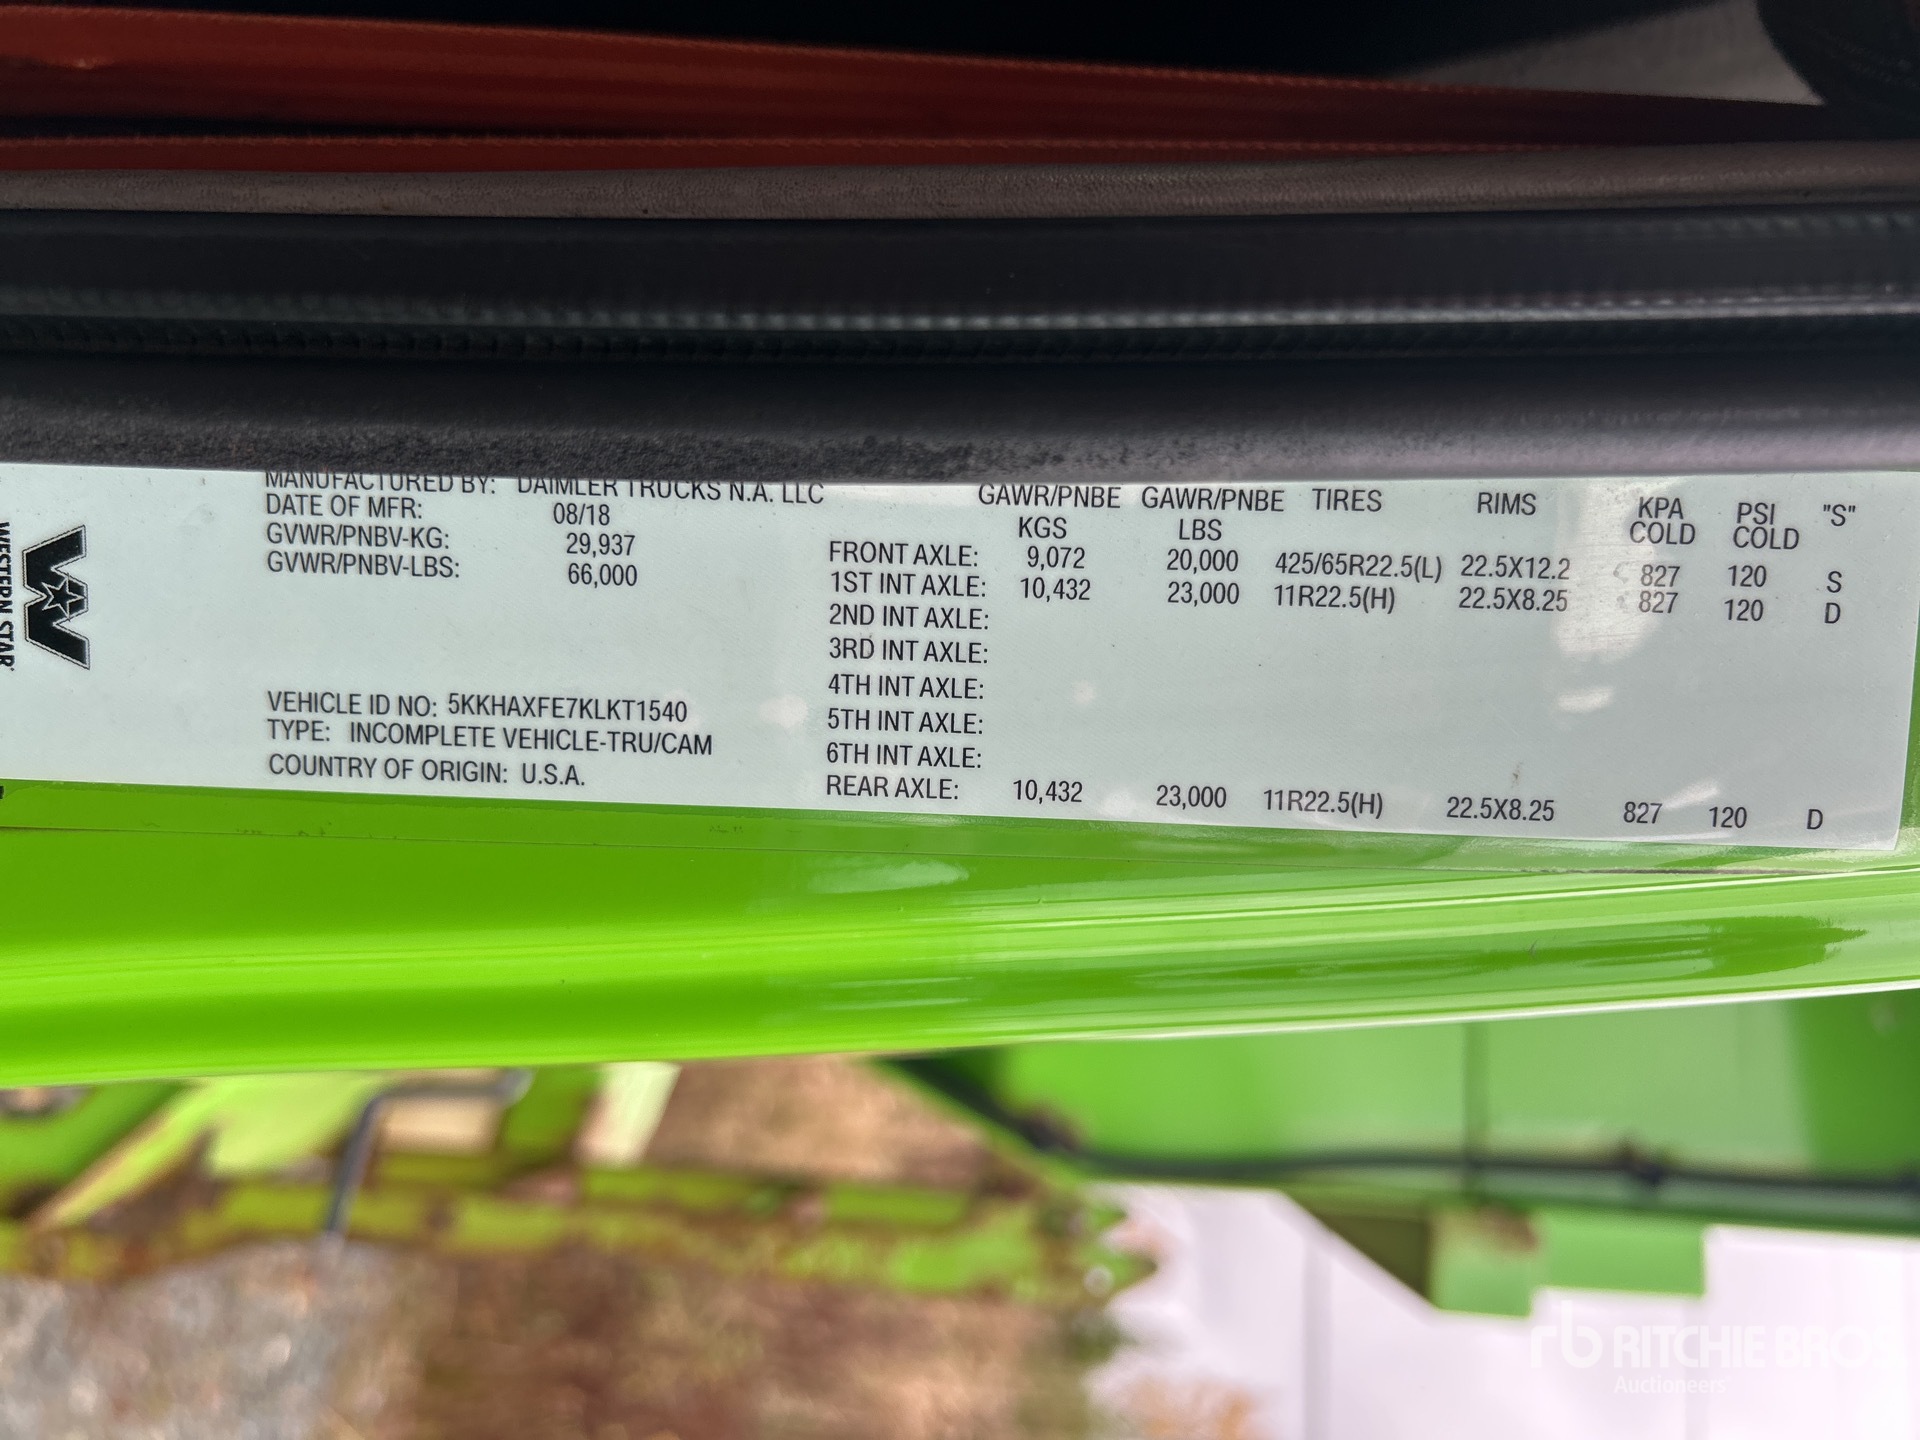 WESTERN STAR
MANUFACTURED BY: DAIMLER TRUCKS N.A. LLC
DATE OF MFR: 08/18
GVWR/PNBV-KG: 29,937
GVWR/PNBV-LBS: 66,000
VEHICLE ID NO: 5KKHAXFE7KLKT1540
TYPE: INCOMPLETE VEHICLE-TRU/CAM
COUNTRY OF ORIGIN: U.S.A.
GAWR/PNBE GAWR/PNBE TIRES RIMS KPA PSI "S"
KGS LBS COLD COLD
FRONT AXLE: 9,072 20,000 425/65R22.5(L) 22.5X12.2 827 120 S
1ST INT AXLE: 10,432 23,000 11R22.5(H) 22.5X8.25 827 120 D
2ND INT AXLE:
3RD INT AXLE:
4TH INT AXLE:
5TH INT AXLE:
6TH INT AXLE:
REAR AXLE: 10,432 23,000 11R22.5(H) 22.5X8.25 827 120 D
rb RITCHIE BROS
Auctioneers